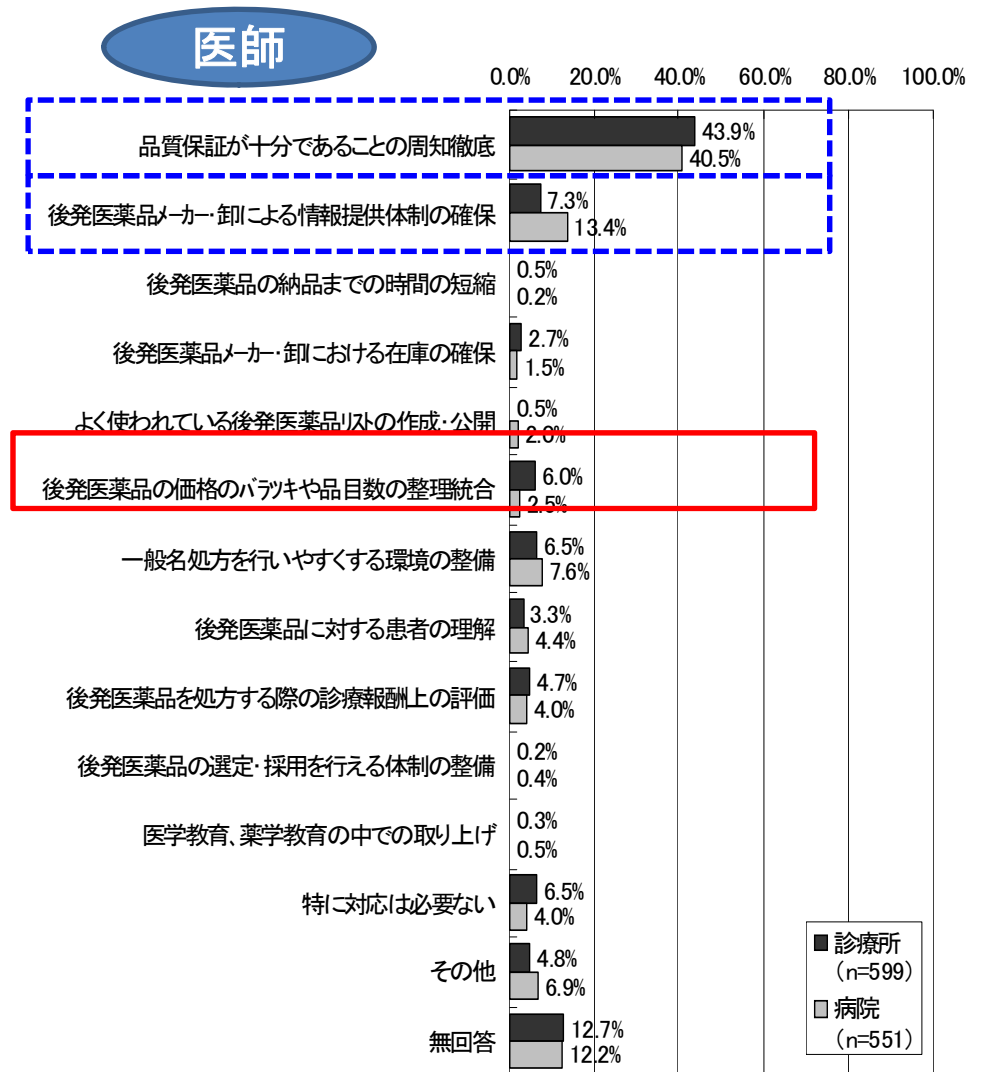 医師
0.0% 20.0% 40.0% 60.0% 80.0% 100.0%
品質保証が十分であることの周知徹底 43.9%
40.5%
後発医薬品メーカー・卸による情報提供体制の確保 7.3%
13.4%
後発医薬品の納品までの時間の短縮 0.5%
0.2%
後発医薬品メーカー・卸における在庫の確保 2.7%
1.5%
よく使われている後発医薬品リストの作成・公開 0.5%
2.0%
後発医薬品の価格のバラツキや品目数の整理統合 6.0%
2.5%
一般名処方を行いやすくする環境の整備 6.5%
7.6%
後発医薬品に対する患者の理解 3.3%
4.4%
後発医薬品を処方する際の診療報酬上の評価 4.7%
4.0%
後発医薬品の選定・採用を行える体制の整備 0.2%
0.4%
医学教育、薬学教育の中での取り上げ 0.3%
0.5%
特に対応は必要ない 6.5%
4.0%
その他 4.8%
6.9%
無回答 12.7%
12.2%
診療所
（n=599）
病院
（n=551）